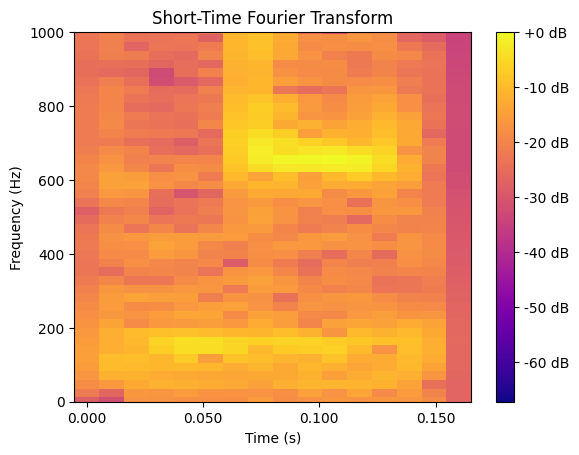 Short-Time Fourier Transform
1000
800
600
400
200
0
Frequency (Hz)
0.000
0.050
0.100
0.150
Time (s)
+0 dB
-10 dB
-20 dB
-30 dB
-40 dB
-50 dB
-60 dB